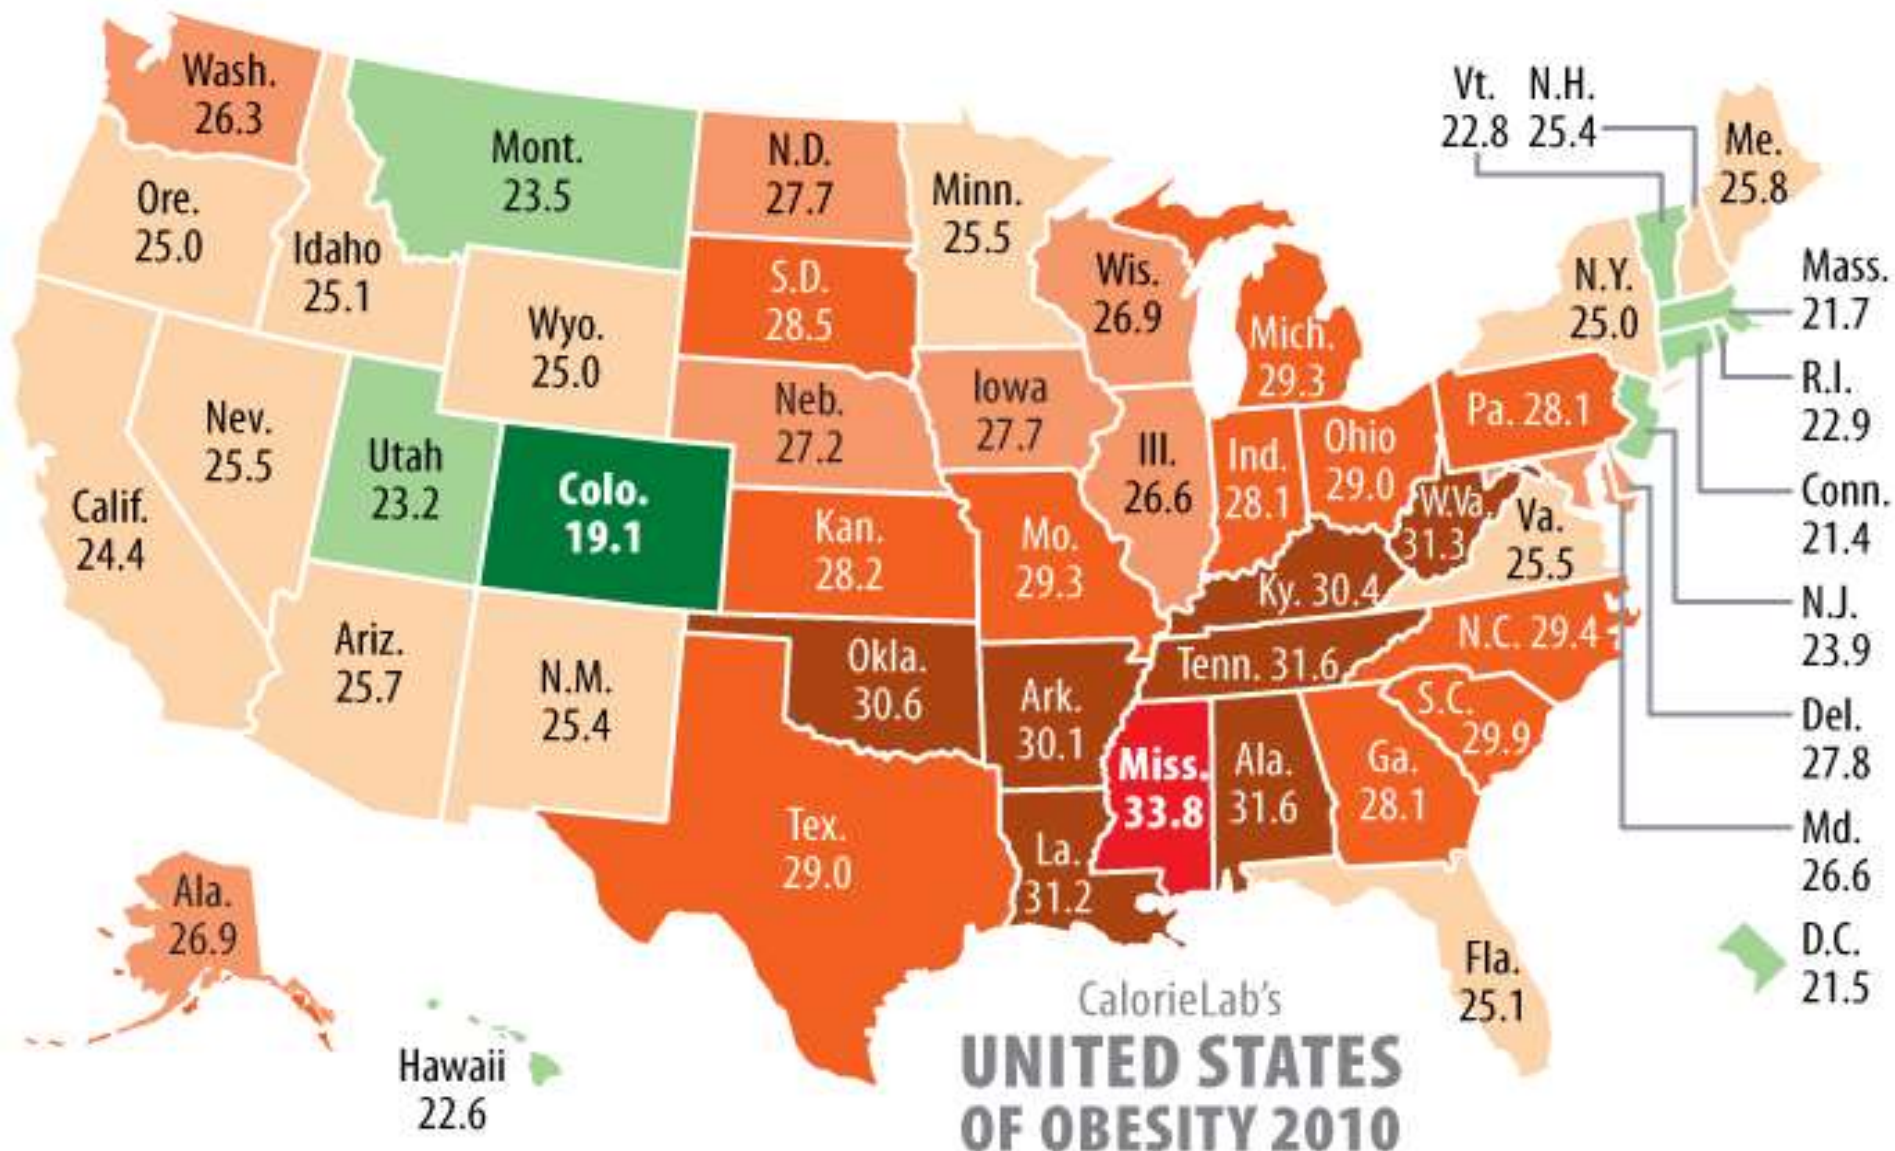 Wash.
26.3
Ore.
25.0
Idaho
25.1
Mont.
23.5
N.D.
27.7
Minn.
25.5
Vt.
22.8
N.H.
25.4
Me.
25.8
S.D.
28.5
Wis.
26.9
Mich.
29.3
N.Y.
25.0
Mass.
21.7
Wyo.
25.0
Nev.
25.5
Utah
23.2
Colo.
19.1
Neb.
27.2
Iowa
27.7
Ill.
26.6
Ind.
28.1
Ohio
29.0
Pa. 28.1
R.I.
22.9
Calif.
24.4
Kan.
28.2
Mo.
29.3
Ky. 30.4
W.Va.
31.3
Va.
25.5
Conn.
21.4
N.J.
23.9
Ariz.
25.7
N.M.
25.4
Okla.
30.6
Ark.
30.1
Tenn. 31.6
N.C. 29.4
S.C.
29.9
Del.
27.8
Tex.
29.0
La.
31.2
Miss.
33.8
Ala.
31.6
Ga.
28.1
Md.
26.6
Ala.
26.9
Hawaii
22.6
Fla.
25.1
D.C.
21.5
CalorieLab's
UNITED STATES
OF OBESITY 2010